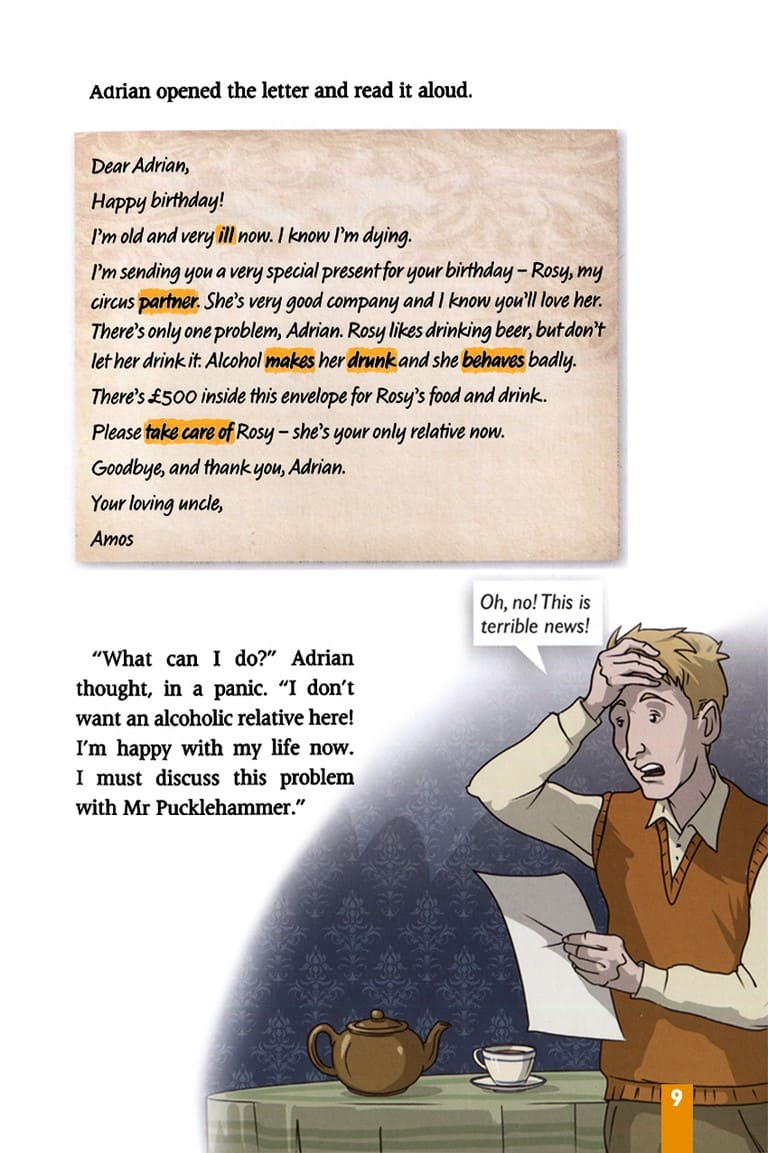 Adrian opened the letter and read it aloud.
Dear Adrian,
Happy birthday!
I'm old and very ill now. I know I'm dying.
I'm sending you a very special present for your birthday – Rosy, my
circus partner. She's very good company and I know you'll love her.
There's only one problem, Adrian. Rosy likes drinking beer, but don't
let her drink it. Alcohol makes her drunk and she behaves badly.
There's £500 inside this envelope for Rosy's food and drink.
Please take care of Rosy – she's your only relative now.
Goodbye, and thank you, Adrian.
Your loving uncle,
Amos
Oh, no! This is
terrible news!
“What can I do?” Adrian
thought, in a panic. “I don't
want an alcoholic relative here!
I'm happy with my life now.
I must discuss this problem
with Mr Pucklehammer.”
9